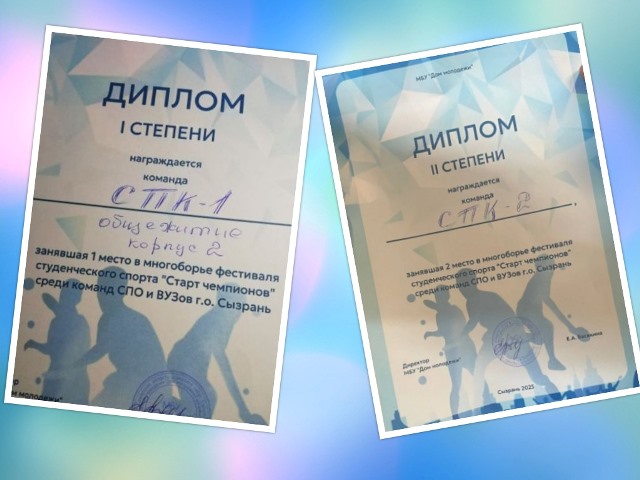 ДИПЛОМ
I СТЕПЕНИ
награждается
команда
СПК-1
общежитие
корпус 2
занявшая 1 место в многоборье фестиваля
студенческого спорта "Старт чемпионов"
среди команд СПО и ВУЗов г.о. Сызрань
МБУ "Дом молодежи"
ДИПЛОМ
II СТЕПЕНИ
награждается
команда
СПК-2
занявшая 2 место в многоборье фестиваля
студенческого спорта "Старт чемпионов"
среди команд СПО и ВУЗов г.о. Сызрань
Директор
МБУ "Дом молодежи"
Сызрань 2025